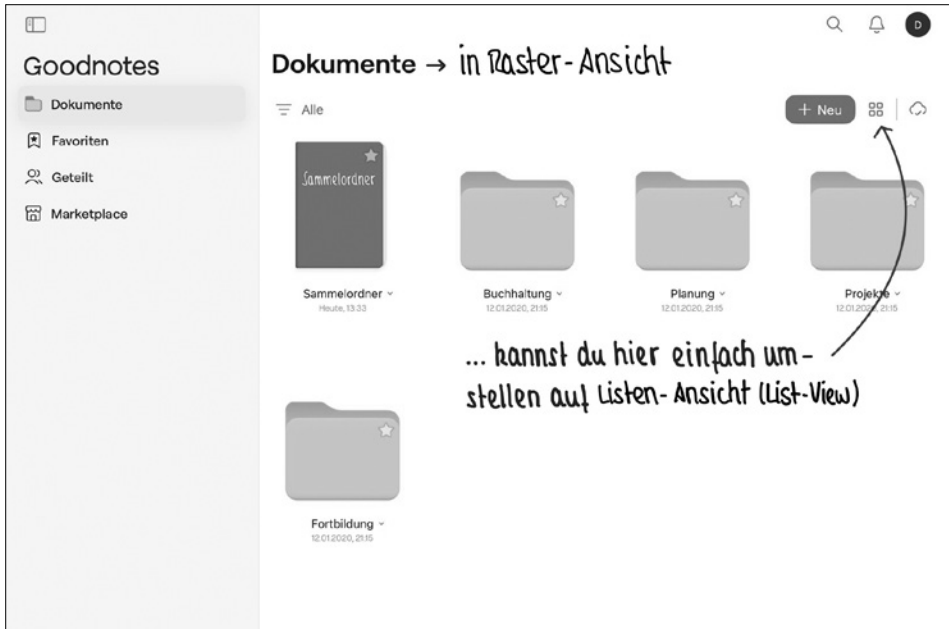 D
Goodnotes
Dokumente
Favoriten
Geteilt
Marketplace
Dokumente → in Raster-Ansicht
Alle
+ Neu
Sammelordner
Sammelordner
Heute, 13:33
Buchhaltung
12.01.2020, 21:15
Planung
12.01.2020, 21:15
Projekte
12.01.2020, 21:15
... kannst du hier einfach um-
stellen auf Listen-Ansicht (List-View)
Fortbildung
12.01.2020, 21:15